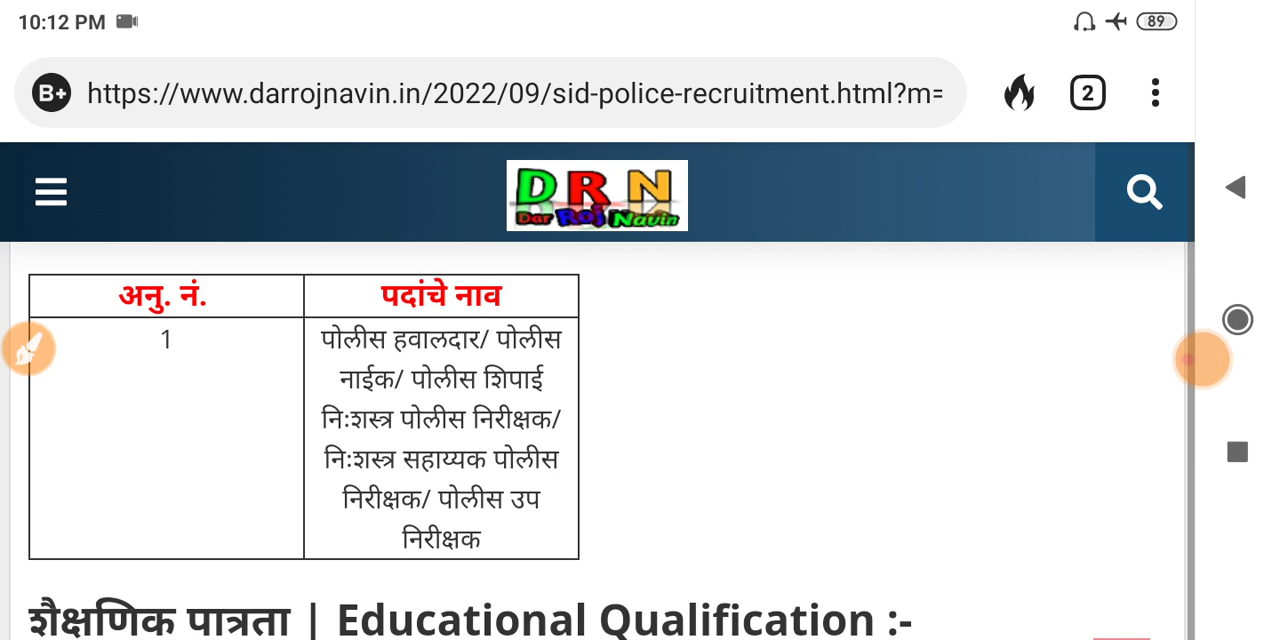 10:12 PM
89
B+ https://www.darrojnavin.in/2022/09/sid-police-recruitment.html?m=
2
D R N
Dar Roj Navin
अनु. नं. पदांचे नाव
1 पोलीस हवालदार/ पोलीस
नाईक/ पोलीस शिपाई
निःशस्त्र पोलीस निरीक्षक/
निःशस्त्र सहाय्यक पोलीस
निरीक्षक/ पोलीस उप
निरीक्षक
शैक्षणिक पात्रता | Educational Qualification :-